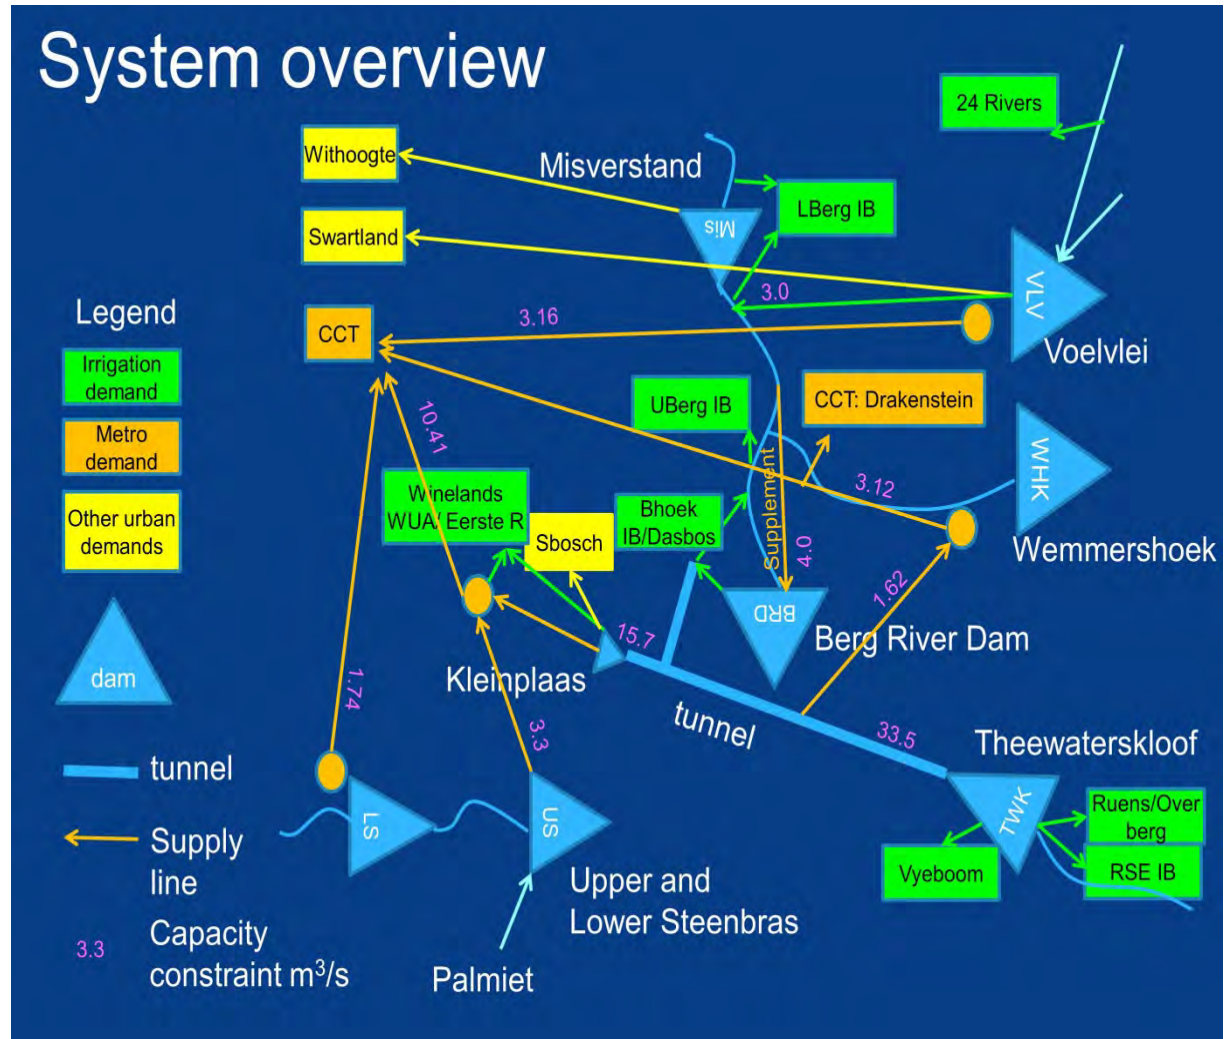 System overview
24 Rivers
Withoogte
Misverstand
LBerg IB
Mis
Swartland
VLV
Legend
3.0
3.16
CCT
Voelvlei
Irrigation
demand
UBerg IB
CCT: Drakenstein
10.41
Metro
demand
WHK
3.12
Winelands
WUA/ Eerste R
Bhoek
IB/Dasbos
Supplement
4.0
Other urban
demands
Sbosch
Wemmershoek
1.62
BRD
15.7
Berg River Dam
Kleinplaas
dam
1.74
3.3
tunnel
33.5
Theewaterskloof
tunnel
LS
US
TWK
Ruens/Over
berg
Supply
line
Vyeboom
RSE IB
Upper and
Lower Steenbras
3.3
Capacity
constraint m³/s
Palmiet